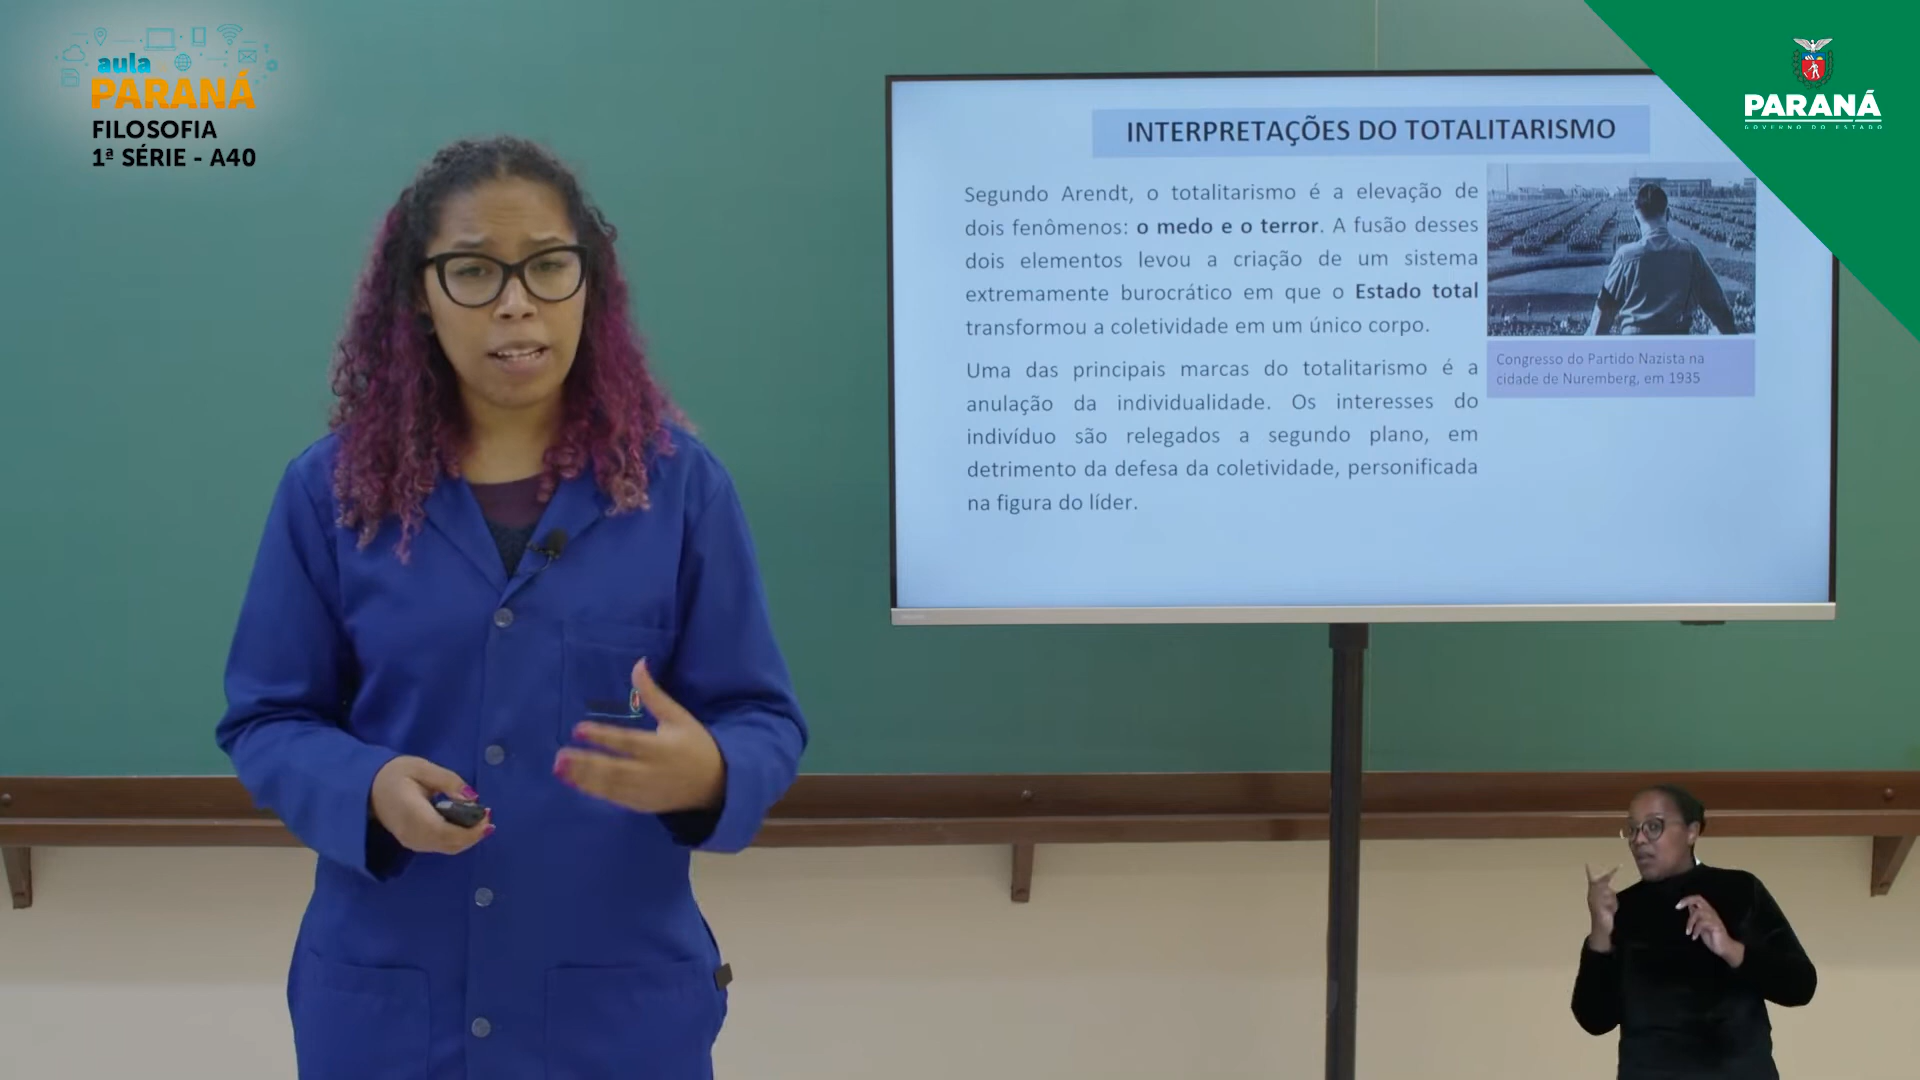 aula
PARANÁ
FILOSOFIA
1ª SÉRIE - A40
PARANÁ
GOVERNO DO ESTADO
INTERPRETAÇÕES DO TOTALITARISMO
Segundo Arendt, o totalitarismo é a elevação de
dois fenômenos: o medo e o terror. A fusão desses
dois elementos levou a criação de um sistema
extremamente burocrático em que o Estado total
transformou a coletividade em um único corpo.
Uma das principais marcas do totalitarismo é a
anulação da individualidade. Os interesses do
indivíduo são relegados a segundo plano, em
detrimento da defesa da coletividade, personificada
na figura do líder.
Congresso do Partido Nazista na
cidade de Nuremberg, em 1935